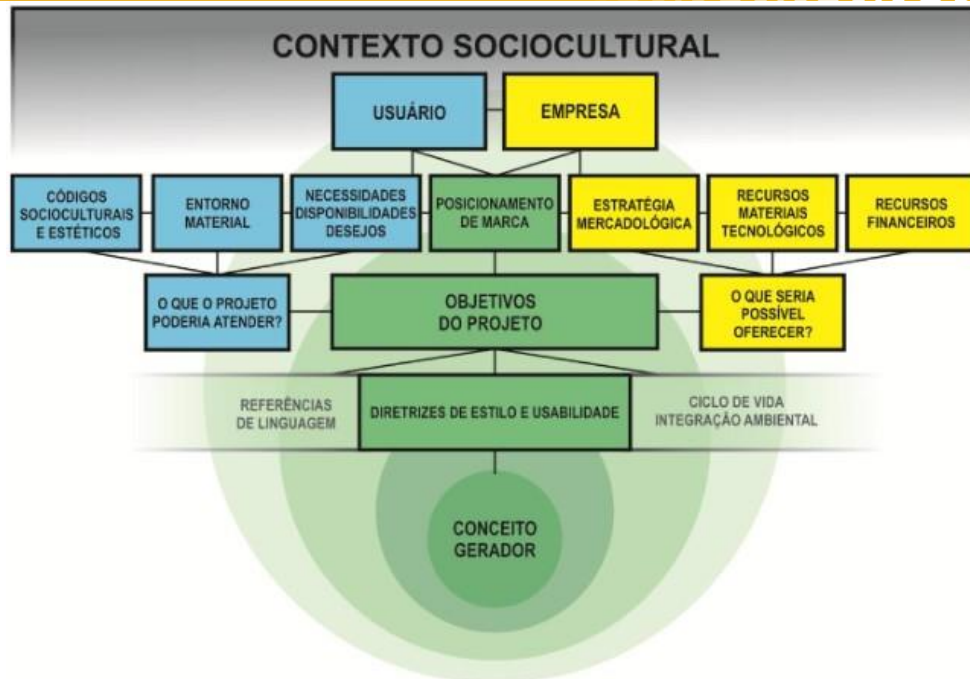 CONTEXTO SOCIOCULTURAL
USUÁRIO
EMPRESA
CÓDIGOS
SOCIOCULTURAIS
E ESTÉTICOS
ENTORNO
MATERIAL
NECESSIDADES
DISPONIBILIDADES
DESEJOS
POSICIONAMENTO
DE MARCA
ESTRATÉGIA
MERCADOLÓGICA
RECURSOS
MATERIAIS
TECNOLÓGICOS
RECURSOS
FINANCEIROS
O QUE O PROJETO
PODERIA ATENDER?
OBJETIVOS
DO PROJETO
O QUE SERIA
POSSÍVEL
OFERECER?
REFERÊNCIAS
DE LINGUAGEM
DIRETRIZES DE ESTILO E USABILIDADE
CICLO DE VIDA
INTEGRAÇÃO AMBIENTAL
CONCEITO
GERADOR